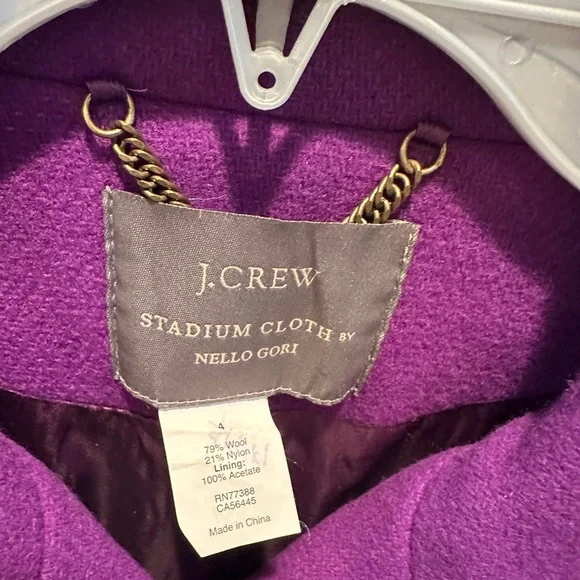 J.CREW
STADIUM CLOTH BY
NELLO GORI
4
79% Wool
21% Nylon
Lining:
100% Acetate
RN77388
CA56445
Made in China